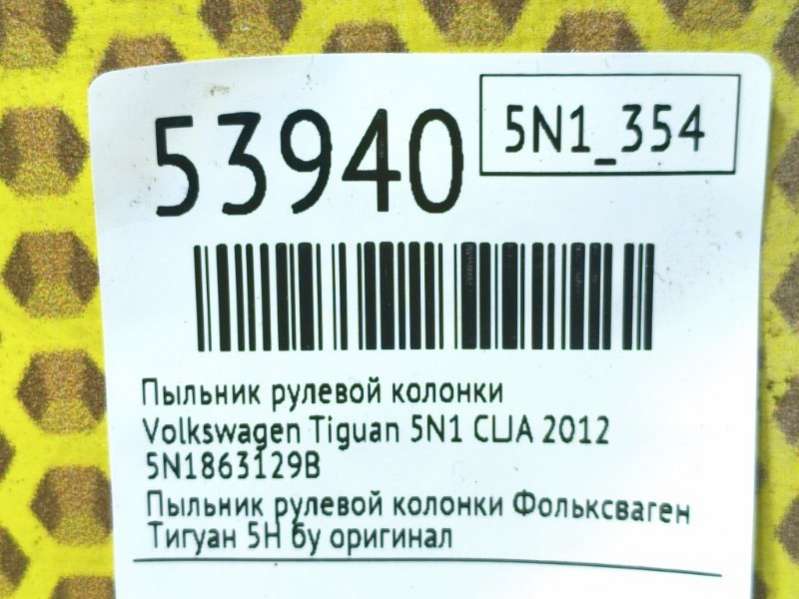 53940
5N1_354
Пыльник рулевой колонки
Volkswagen Tiguan 5N1 CLJA 2012
5N1863129B
Пыльник рулевой колонки Фольксваген
Тигуан 5Н бу оригинал